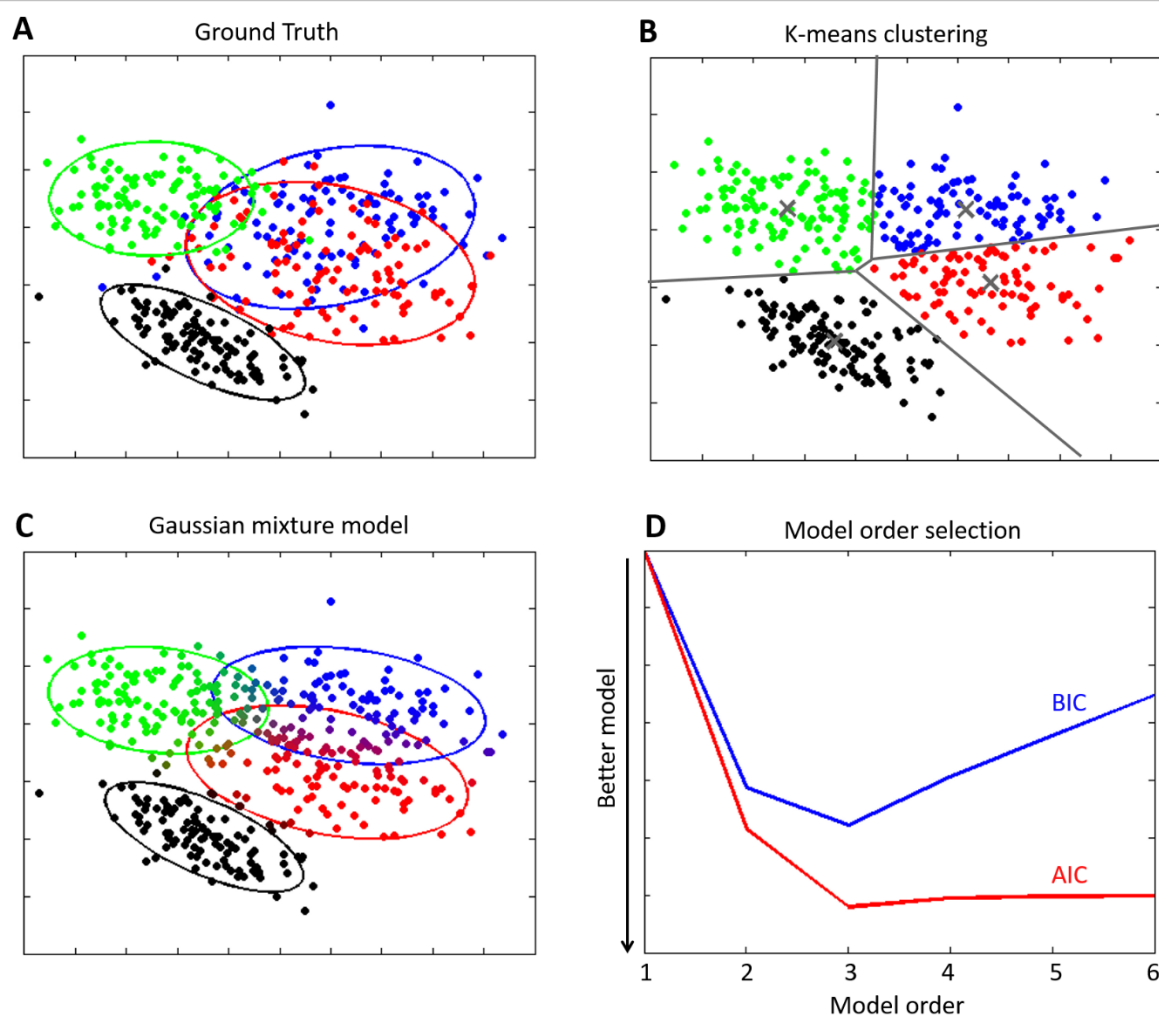 A
Ground Truth
B
K-means clustering
C
Gaussian mixture model
D
Model order selection
Better model
BIC
AIC
1 2 3 4 5 6
Model order